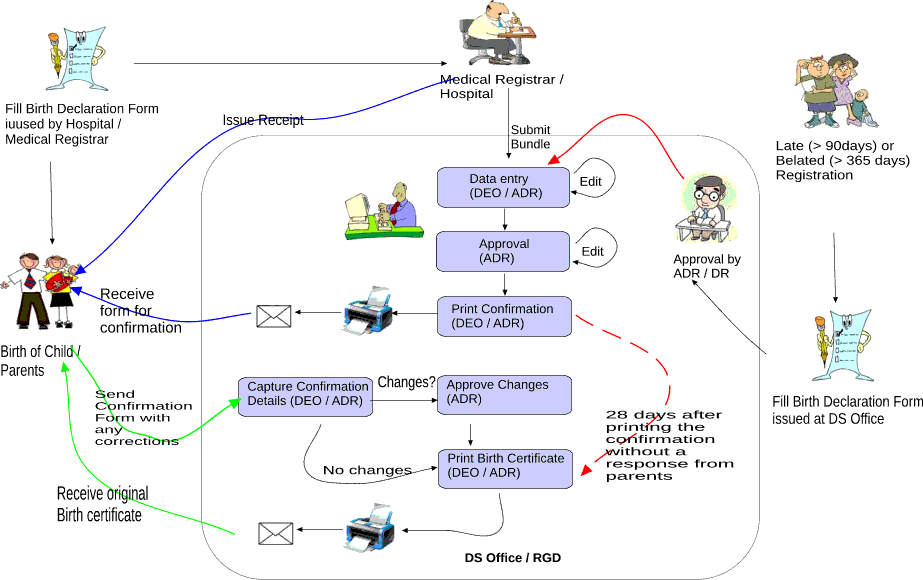 Medical Registrar /
Hospital
Fill Birth Declaration Form
iuused by Hospital /
Medical Registrar
Issue Receipt
Submit
Bundle
Late (> 90days) or
Belated (> 365 days)
Registration
Data entry
(DEO / ADR)
Edit
Approval
(ADR)
Edit
Approval by
ADR / DR
Receive
form for
confirmation
Print Confirmation
(DEO / ADR)
Birth of Child /
Parents
Send
Confirmation
Form with
any
corrections
Capture Confirmation
Details (DEO / ADR)
Changes?
Approve Changes
(ADR)
Fill Birth Declaration Form
issued at DS Office
28 days after
printing the
confirmation
without a
response from
parents
No changes
Print Birth Certificate
(DEO / ADR)
Receive original
Birth certificate
DS Office / RGD